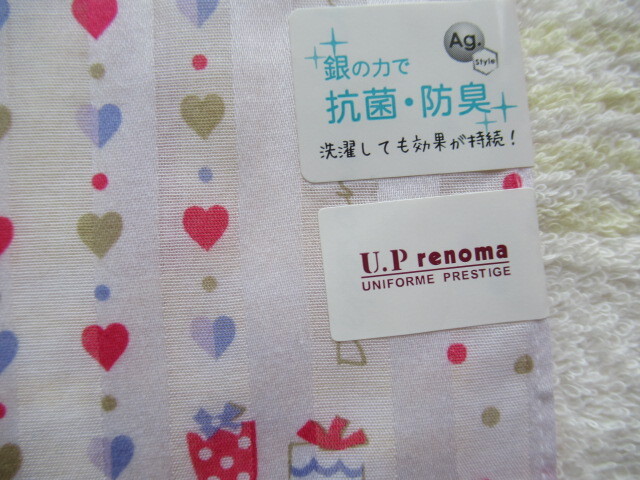 Ag.
Style
銀の力で
抗菌・防臭
洗濯しても効果が持続!
U.P renoma
UNIFORME PRESTIGE